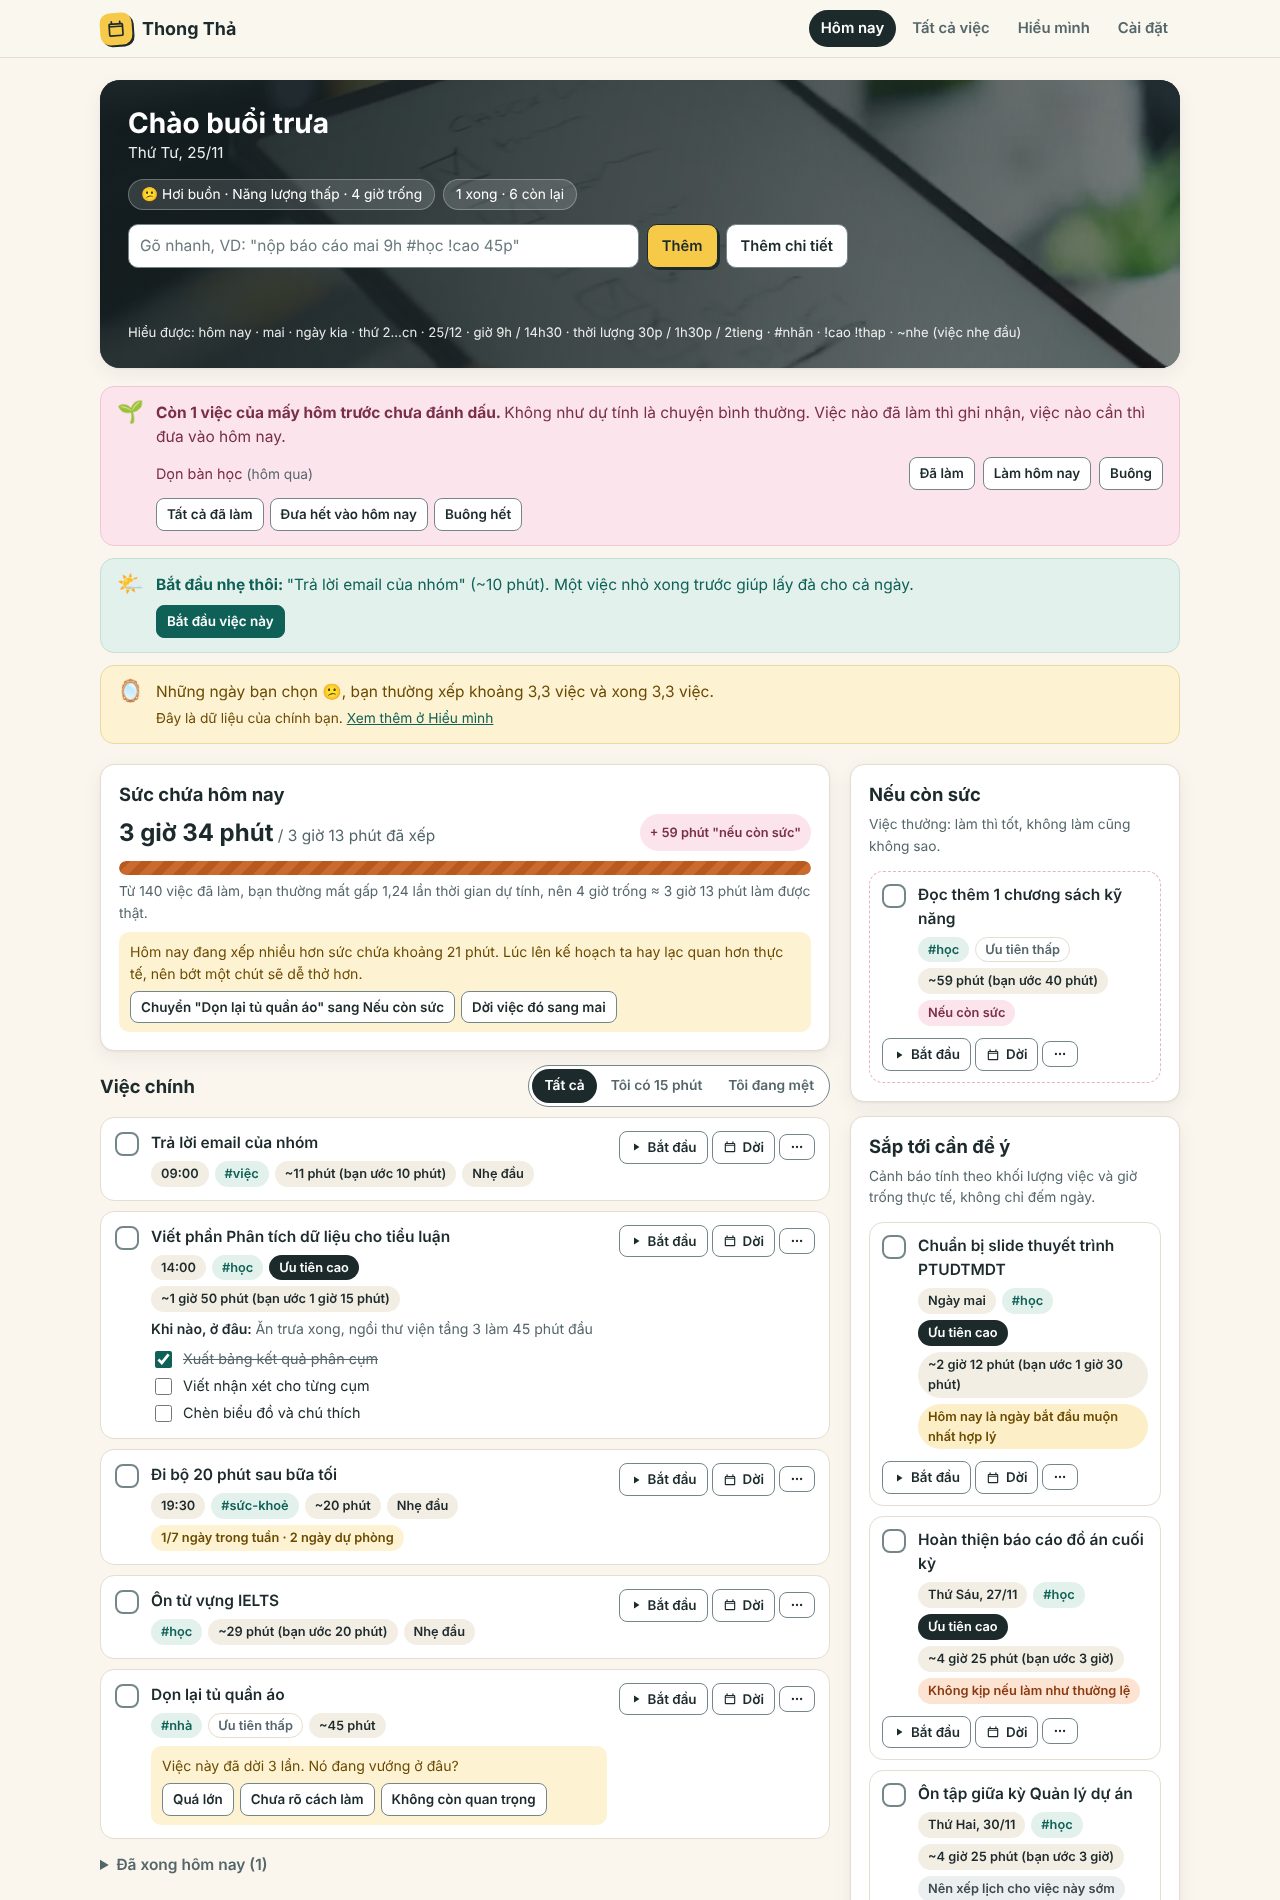 Thong Thả
Hôm nay
Tất cả việc
Hiểu mình
Cài đặt
Chào buổi trưa
Thứ Tư, 25/11
😕 Hơi buồn · Năng lượng thấp · 4 giờ trống
1 xong · 6 còn lại
Gõ nhanh, VD: "nộp báo cáo mai 9h #học !cao 45p"
Thêm
Thêm chi tiết
Hiểu được: hôm nay · mai · ngày kia · thứ 2...cn · 25/12 · giờ 9h / 14h30 · thời lượng 30p / 1h30p / 2tieng · #nhãn · !cao !thap · ~nhe (việc nhẹ đầu)
Còn 1 việc của mấy hôm trước chưa đánh dấu. Không như dự tính là chuyện bình thường. Việc nào đã làm thì ghi nhận, việc nào cần thì
đưa vào hôm nay.
Dọn bàn học (hôm qua)
Đã làm
Làm hôm nay
Buông
Tất cả đã làm
Đưa hết vào hôm nay
Buông hết
Bắt đầu nhẹ thôi: "Trả lời email của nhóm" (~10 phút). Một việc nhỏ xong trước giúp lấy đà cho cả ngày.
Bắt đầu việc này
Những ngày bạn chọn 😕, bạn thường xếp khoảng 3,3 việc và xong 3,3 việc.
Đây là dữ liệu của chính bạn. Xem thêm ở Hiểu mình
Sức chứa hôm nay
3 giờ 34 phút / 3 giờ 13 phút đã xếp
+ 59 phút "nếu còn sức"
Từ 140 việc đã làm, bạn thường mất gấp 1,24 lần thời gian dự tính, nên 4 giờ trống ≈ 3 giờ 13 phút làm được
thật.
Hôm nay đang xếp nhiều hơn sức chứa khoảng 21 phút. Lúc lên kế hoạch ta hay lạc quan hơn thực
tế, nên bớt một chút sẽ dễ thở hơn.
Chuyển "Dọn lại tủ quần áo" sang Nếu còn sức
Dời việc đó sang mai
Việc chính
Tất cả
Tôi có 15 phút
Tôi đang mệt
Trả lời email của nhóm
09:00
#việc
~11 phút (bạn ước 10 phút)
Nhẹ đầu
Bắt đầu
Dời
···
Viết phần Phân tích dữ liệu cho tiểu luận
14:00
#học
Ưu tiên cao
~1 giờ 50 phút (bạn ước 1 giờ 15 phút)
Khi nào, ở đâu: Ăn trưa xong, ngồi thư viện tầng 3 làm 45 phút đầu
Xuất bảng kết quả phân cụm
Viết nhận xét cho từng cụm
Chèn biểu đồ và chú thích
Bắt đầu
Dời
···
Đi bộ 20 phút sau bữa tối
19:30
#sức-khoẻ
~20 phút
Nhẹ đầu
1/7 ngày trong tuần · 2 ngày dự phòng
Bắt đầu
Dời
···
Ôn từ vựng IELTS
#học
~29 phút (bạn ước 20 phút)
Nhẹ đầu
Bắt đầu
Dời
···
Dọn lại tủ quần áo
#nhà
Ưu tiên thấp
~45 phút
Việc này đã dời 3 lần. Nó đang vướng ở đâu?
Quá lớn
Chưa rõ cách làm
Không còn quan trọng
Bắt đầu
Dời
···
Đã xong hôm nay (1)
Nếu còn sức
Việc thưởng: làm thì tốt, không làm cũng
không sao.
Đọc thêm 1 chương sách kỹ
năng
#học
Ưu tiên thấp
~59 phút (bạn ước 40 phút)
Nếu còn sức
Bắt đầu
Dời
···
Sắp tới cần để ý
Cảnh báo tính theo khối lượng việc và giờ
trống thực tế, không chỉ đếm ngày.
Chuẩn bị slide thuyết trình
PTUDTMDT
Ngày mai
#học
Ưu tiên cao
~2 giờ 12 phút (bạn ước 1 giờ 30
phút)
Hôm nay là ngày bắt đầu muộn
nhất hợp lý
Bắt đầu
Dời
···
Hoàn thiện báo cáo đồ án cuối
kỳ
Thứ Sáu, 27/11
#học
Ưu tiên cao
~4 giờ 25 phút (bạn ước 3 giờ)
Không kịp nếu làm như thường lệ
Bắt đầu
Dời
···
Ôn tập giữa kỳ Quản lý dự án
Thứ Hai, 30/11
#học
~4 giờ 25 phút (bạn ước 3 giờ)
Nên xếp lịch cho việc này sớm